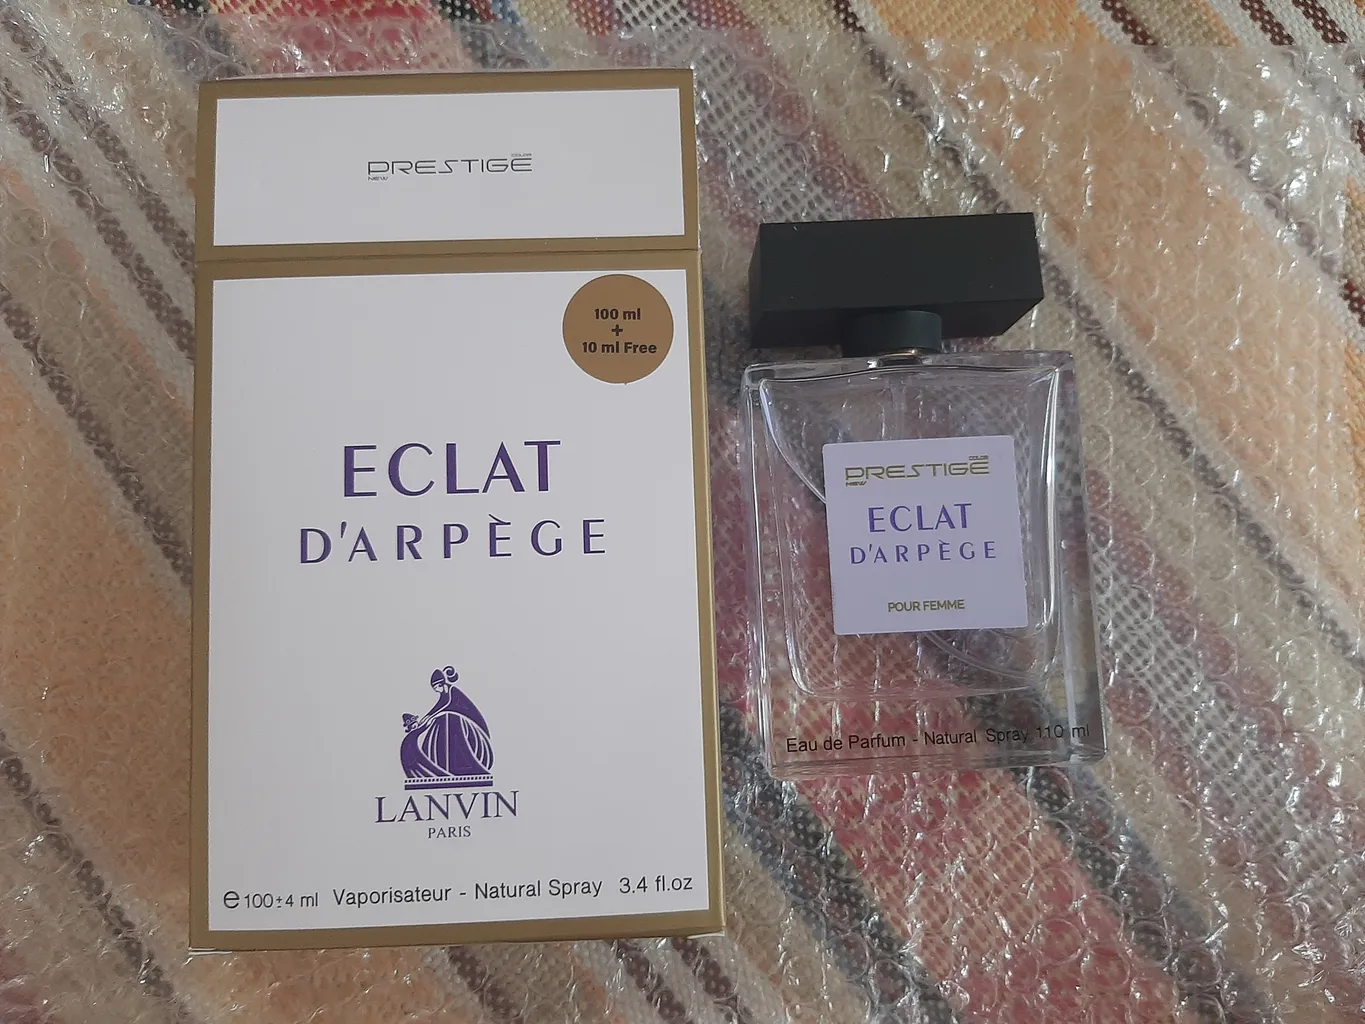 PRESTIGE
COLOR
NEW
100 ml
+
10 ml Free
ECLAT
D'ARPÈGE
LANVIN
PARIS
e 100±4 ml Vaporisateur - Natural Spray 3.4 fl.oz
PRESTIGE
COLOR
NEW
ECLAT
D'ARPÈGE
POUR FEMME
Eau de Parfum - Natural Spray 110 ml